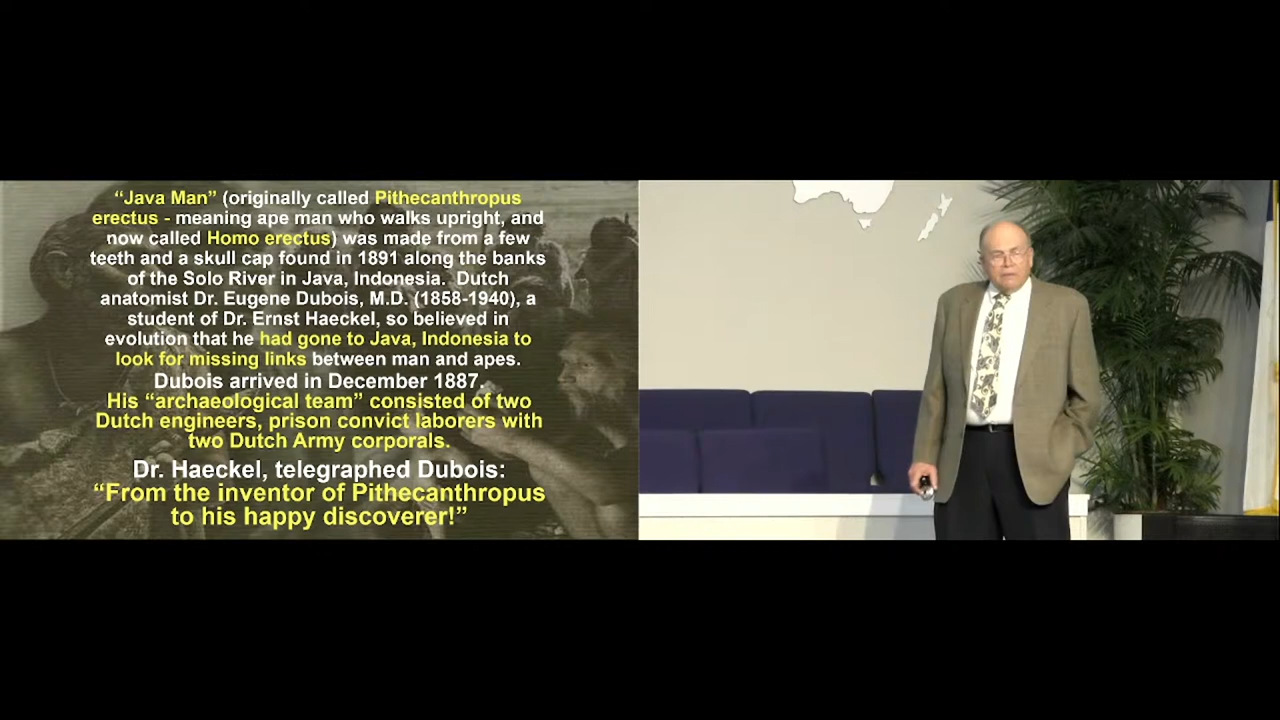 “Java Man” (originally called Pithecanthropus
erectus - meaning ape man who walks upright, and
now called Homo erectus) was made from a few
teeth and a skull cap found in 1891 along the banks
of the Solo River in Java, Indonesia. Dutch
anatomist Dr. Eugene Dubois, M.D. (1858-1940), a
student of Dr. Ernst Haeckel, so believed in
evolution that he had gone to Java, Indonesia to
look for missing links between man and apes.
Dubois arrived in December 1887.
His “archaeological team” consisted of two
Dutch engineers, prison convict laborers with
two Dutch Army corporals.
Dr. Haeckel, telegraphed Dubois:
“From the inventor of Pithecanthropus
to his happy discoverer!”